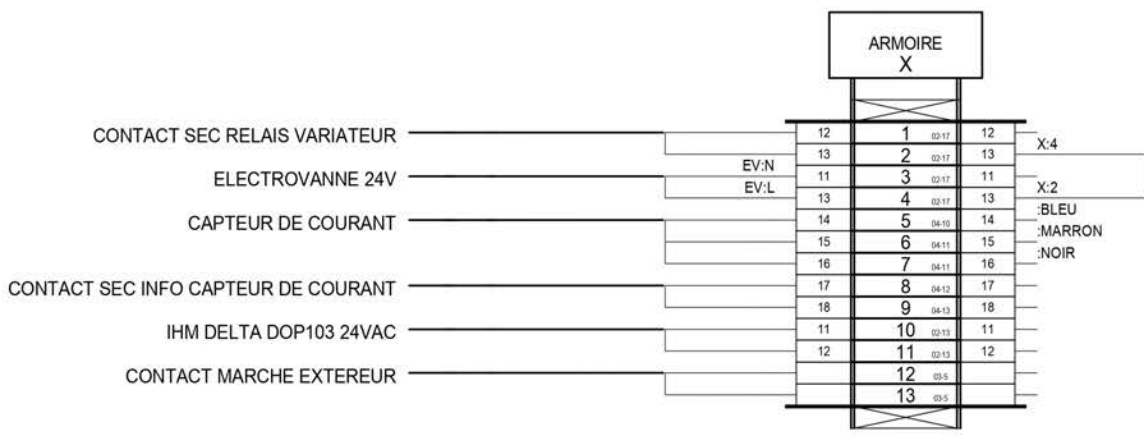 ARMOIRE
X
CONTACT SEC RELAIS VARIATEUR 12 1 02-17 12
X:4
13 2 02-17 13
EV:N
ELECTROVANNE 24V 11 3 02-17 11
EV:L
X:2
13 4 02-17 13
:BLEU
CAPTEUR DE COURANT 14 5 04-10 14
:MARRON
15 6 04-11 15
:NOIR
16 7 04-11 16
CONTACT SEC INFO CAPTEUR DE COURANT 17 8 04-12 17
18 9 04-13 18
IHM DELTA DOP103 24VAC 11 10 02-13 11
12 11 02-13 12
CONTACT MARCHE EXTEREUR 12 03-5
13 03-5